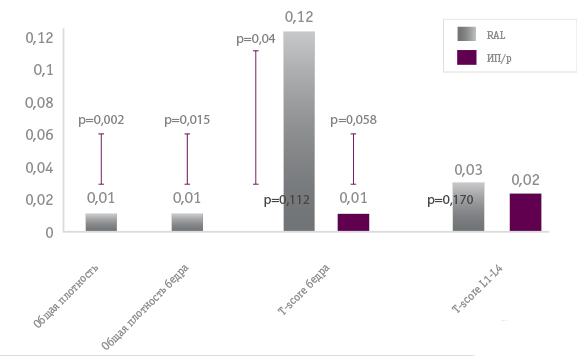 0,12
0,12
p=0,04
RAL
ИП/р
0,1
0,08
p=0,002
p=0,015
p=0,058
0,06
0,04
0,03
0,02
0,02
0,01
0,01
p=0,112
0,01
p=0,170
0
Общая плотность
Общая плотность бедра
T-score бедра
T-score L1-L4